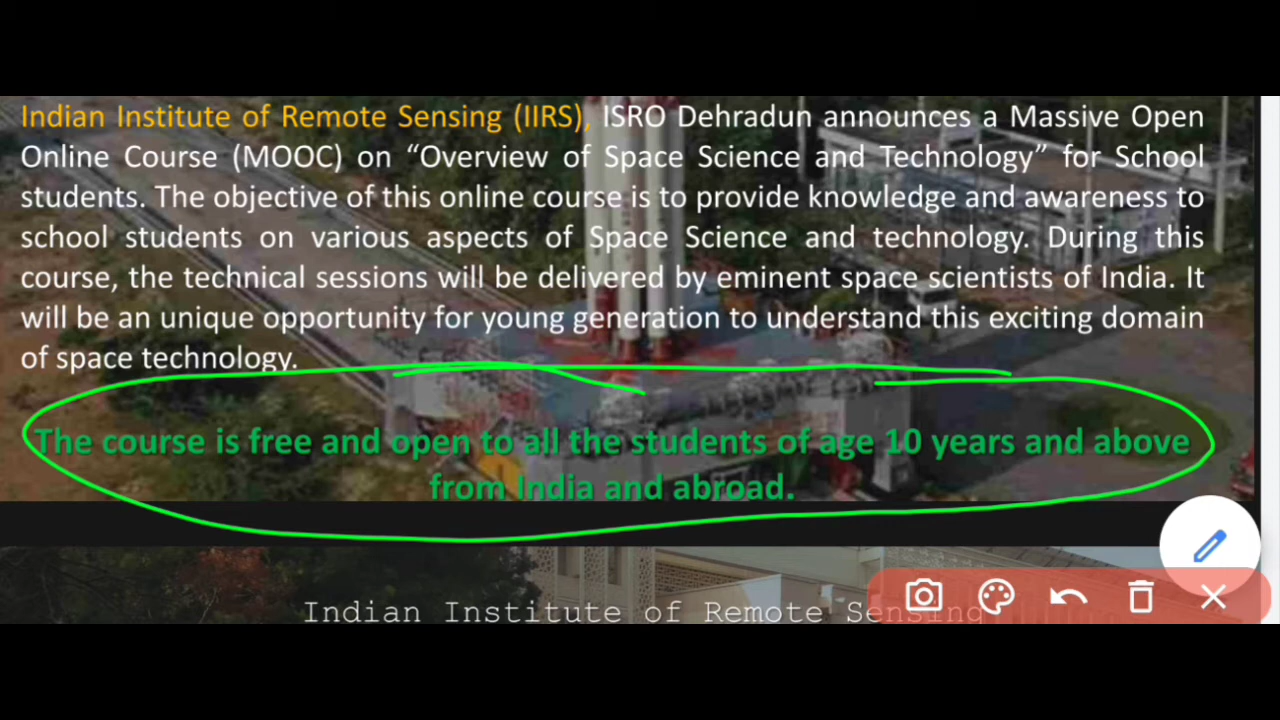 Indian Institute of Remote Sensing (IIRS), ISRO Dehradun announces a Massive Open
Online Course (MOOC) on “Overview of Space Science and Technology” for School
students. The objective of this online course is to provide knowledge and awareness to
school students on various aspects of Space Science and technology. During this
course, the technical sessions will be delivered by eminent space scientists of India. It
will be an unique opportunity for young generation to understand this exciting domain
of space technology.
The course is free and open to all the students of age 10 years and above
from India and abroad.
Indian Institute of Remote Sensing